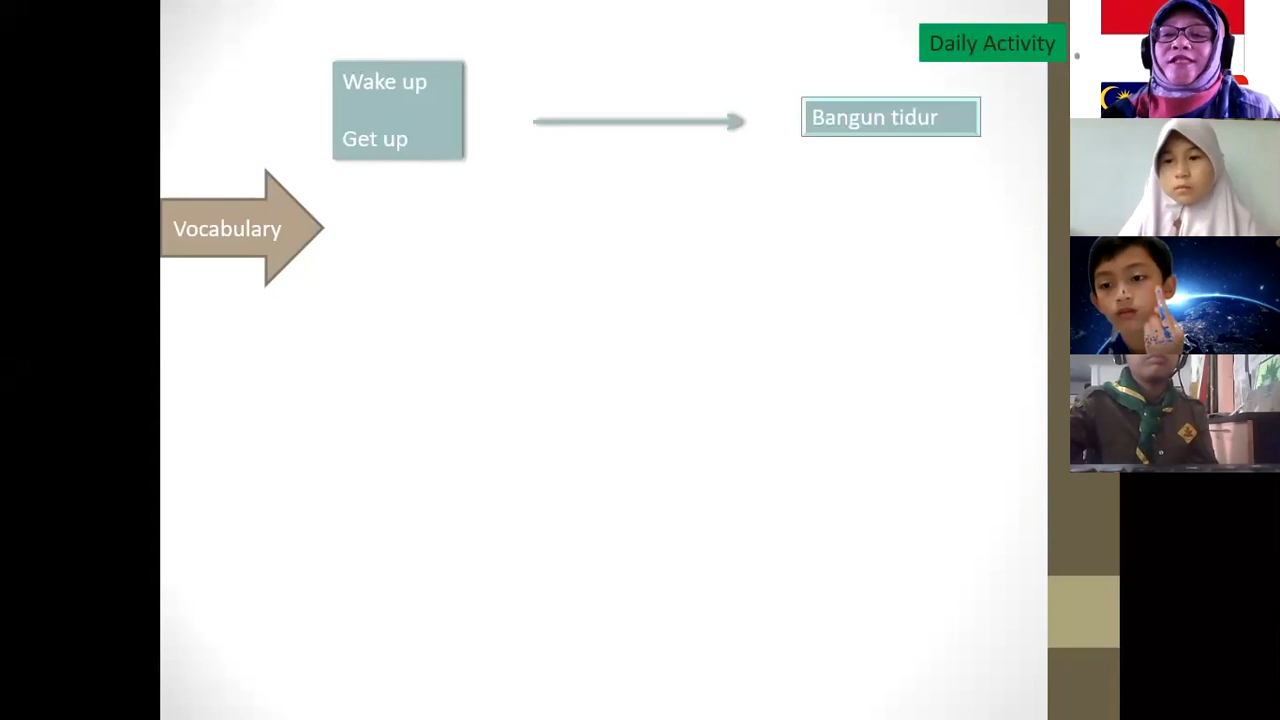 Daily Activity
Wake up
Get up
Bangun tidur
Vocabulary